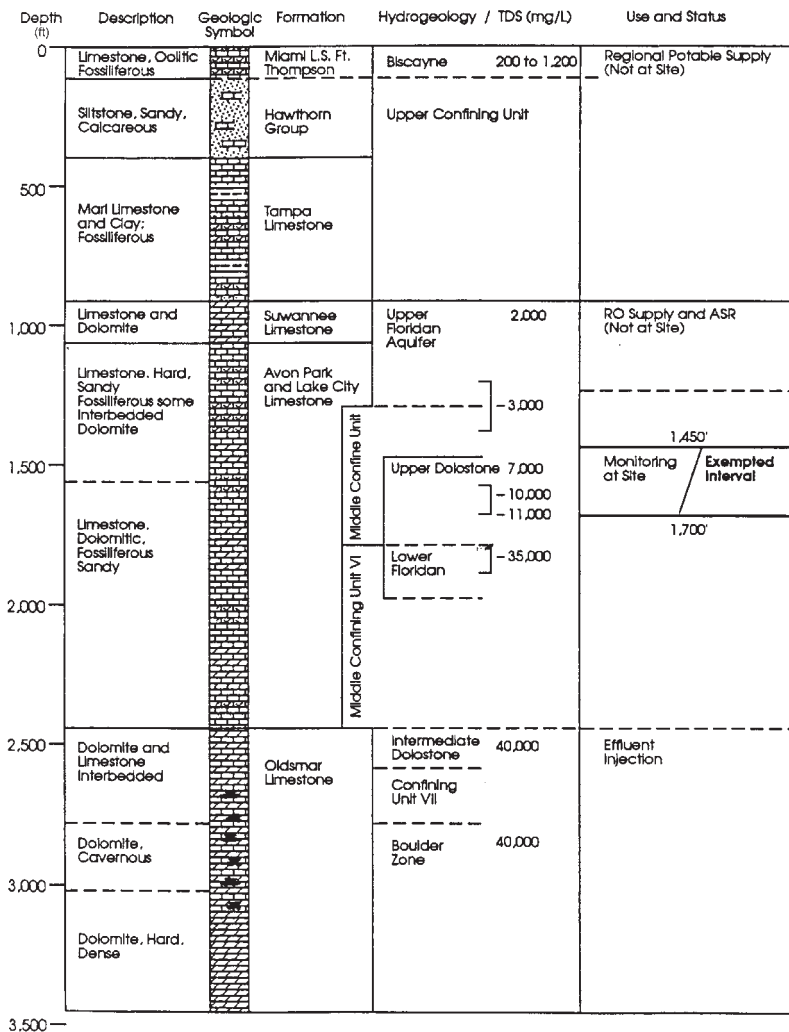 Depth (ft)
Description
Geologic Symbol
Formation
Hydrogeology / TDS (mg/L)
Use and Status
0
500
1,000
1,500
2,000
2,500
3,000
3,500
Limestone, Oolitic
Fossiliferous
Siltstone, Sandy,
Calcareous
Marl Limestone
and Clay;
Fossiliferous
Limestone and
Dolomite
Limestone, Hard,
Sandy
Fossiliferous some
Interbedded
Dolomite
Limestone,
Dolomitic,
Fossiliferous
Sandy
Dolomite and
Limestone
Interbedded
Dolomite,
Cavernous
Dolomite, Hard,
Dense
Miami L.S. Ft.
Thompson
Hawthorn
Group
Tampa
Limestone
Suwannee
Limestone
Avon Park
and Lake City
Limestone
Oldsmar
Limestone
Middle Confine Unit
Middle Confining Unit VI
Biscayne 200 to 1,200
Upper Confining Unit
Upper 2,000
Floridan
Aquifer
3,000
Upper Dolostone 7,000
10,000
11,000
Lower 35,000
Floridan
Intermediate 40,000
Dolostone
Confining
Unit VII
Boulder 40,000
Zone
Regional Potable Supply
(Not at Site)
RO Supply and ASR
(Not at Site)
1,450'
Monitoring
at Site
Exempted
Interval
1,700'
Effluent
Injection